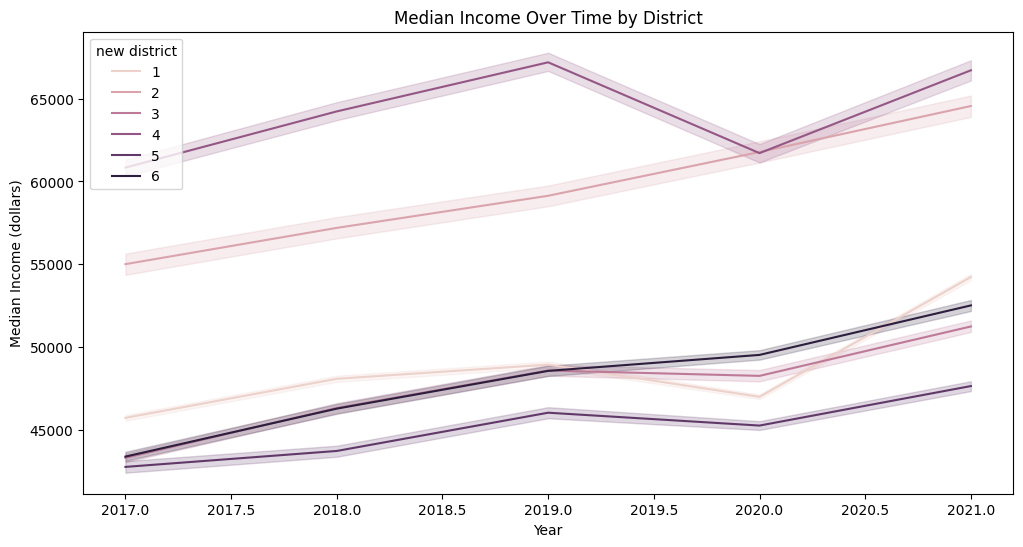 Median Income Over Time by District
new district
1
2
3
4
5
6
65000
60000
55000
50000
45000
Median Income (dollars)
2017.0 2017.5 2018.0 2018.5 2019.0 2019.5 2020.0 2020.5 2021.0
Year